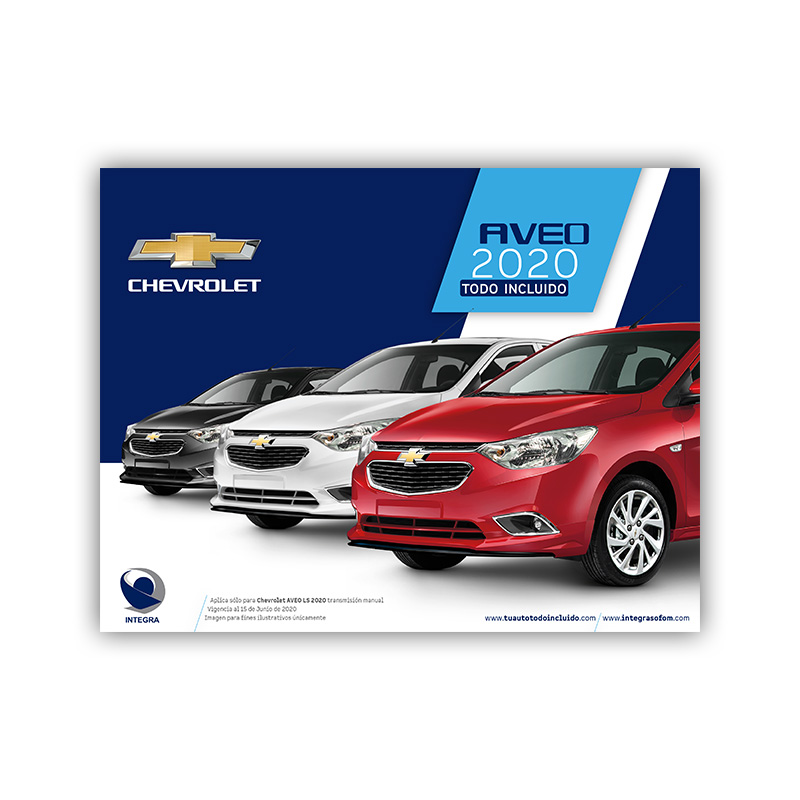 CHEVROLET
AVEO
2020
TODO INCLUIDO
INTEGRA
Aplica sólo para Chevrolet AVEO LS 2020 transmisión manual
Vigencia al 15 de Junio de 2020
Imagen para fines ilustrativos únicamente
www.tuautotodoincluido.com / www.integrasofom.com